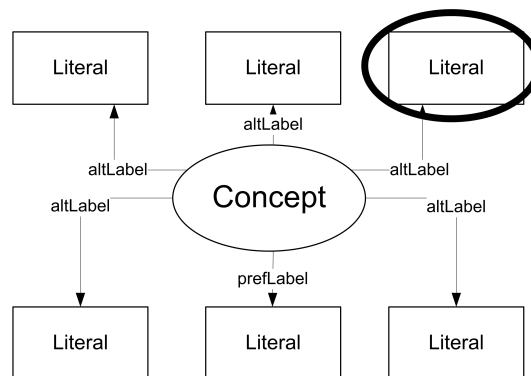 Literal Literal Literal
altLabel
altLabel altLabel
Concept
altLabel altLabel
prefLabel
Literal Literal Literal